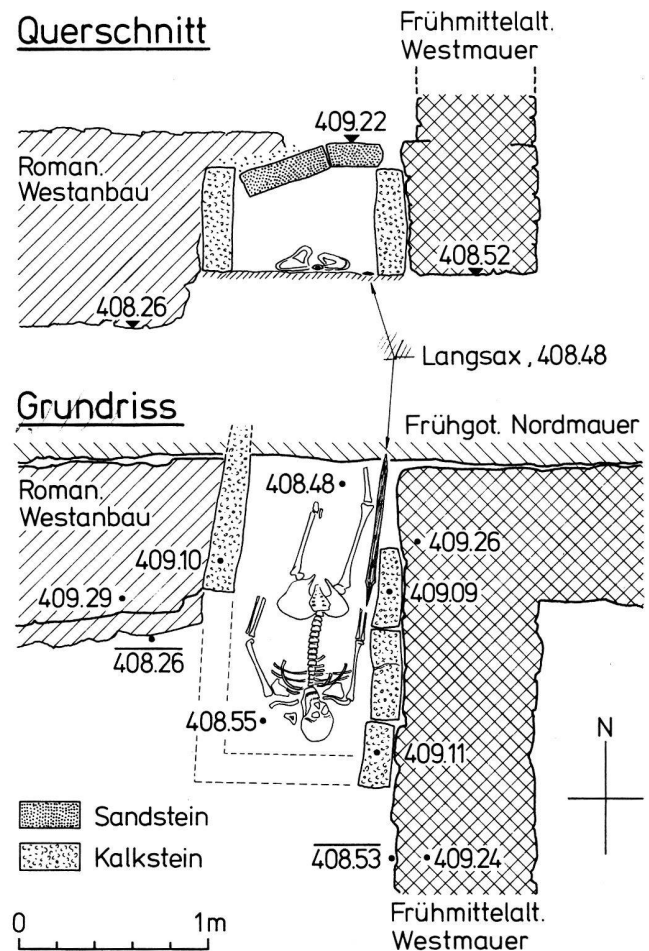 Querschnitt
Frühmittelalt.
Westmauer
409.22
Roman.
Westanbau
408.52
408.26
Langsax, 408.48
Grundriss
Frühgot. Nordmauer
Roman.
Westanbau
408.48
409.26
409.10
409.09
409.29
408.26
408.55
409.11
N
Sandstein
Kalkstein
408.53
409.24
0 1m
Frühmittelalt.
Westmauer